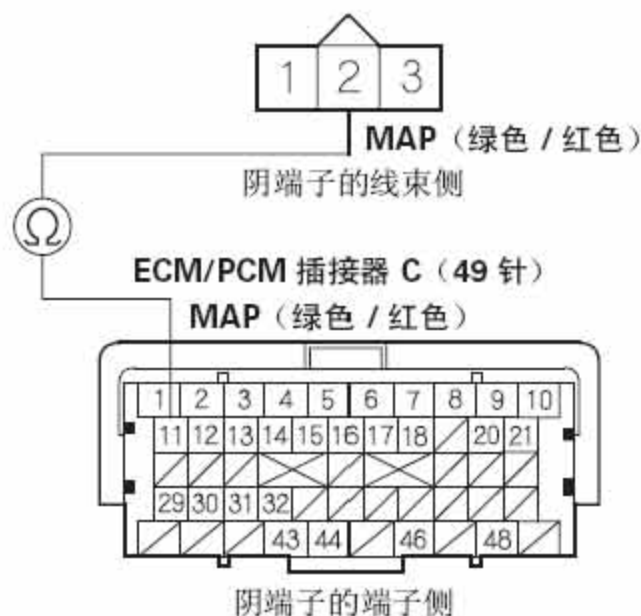 1 2 3
MAP（绿色 / 红色）
阴端子的线束侧
Ω
ECM/PCM 插接器 C（49 针）
MAP（绿色 / 红色）
1 2 3 4 5 6 7 8 9 10
11 12 13 14 15 16 17 18 20 21
29 30 31 32
43 44 46 48
阴端子的端子侧